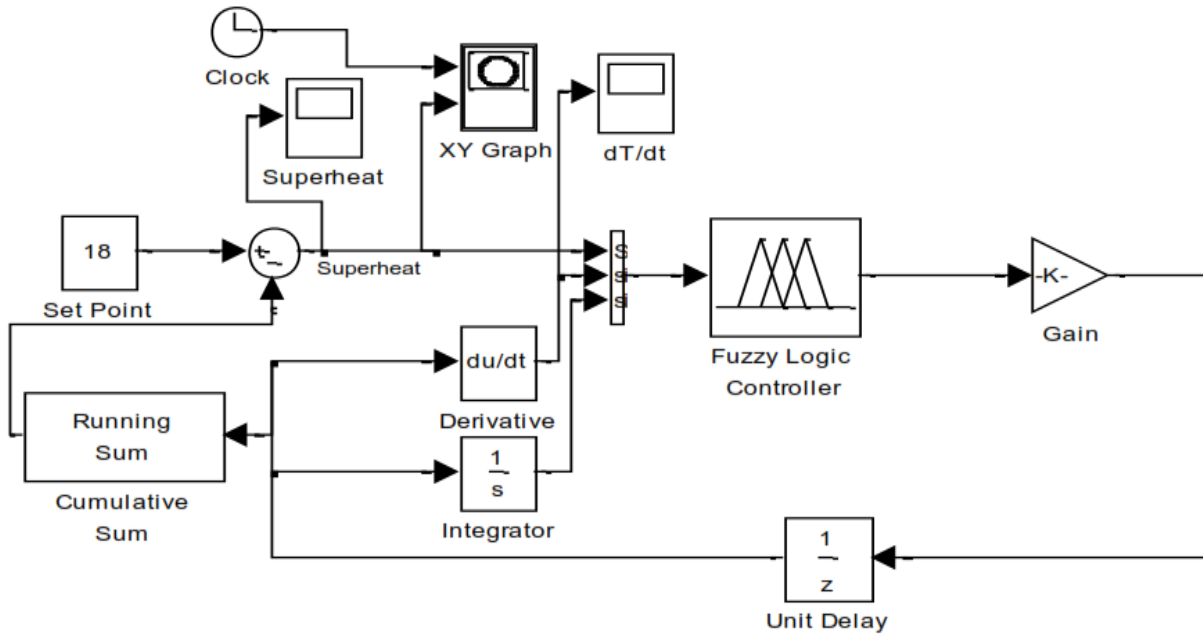 Clock
Superheat
XY Graph
dT/dt
18
Set Point
Superheat
Fuzzy Logic
Controller
-K-
Gain
du/dt
Derivative
Running
Sum
Cumulative
Sum
1
s
Integrator
1
z
Unit Delay